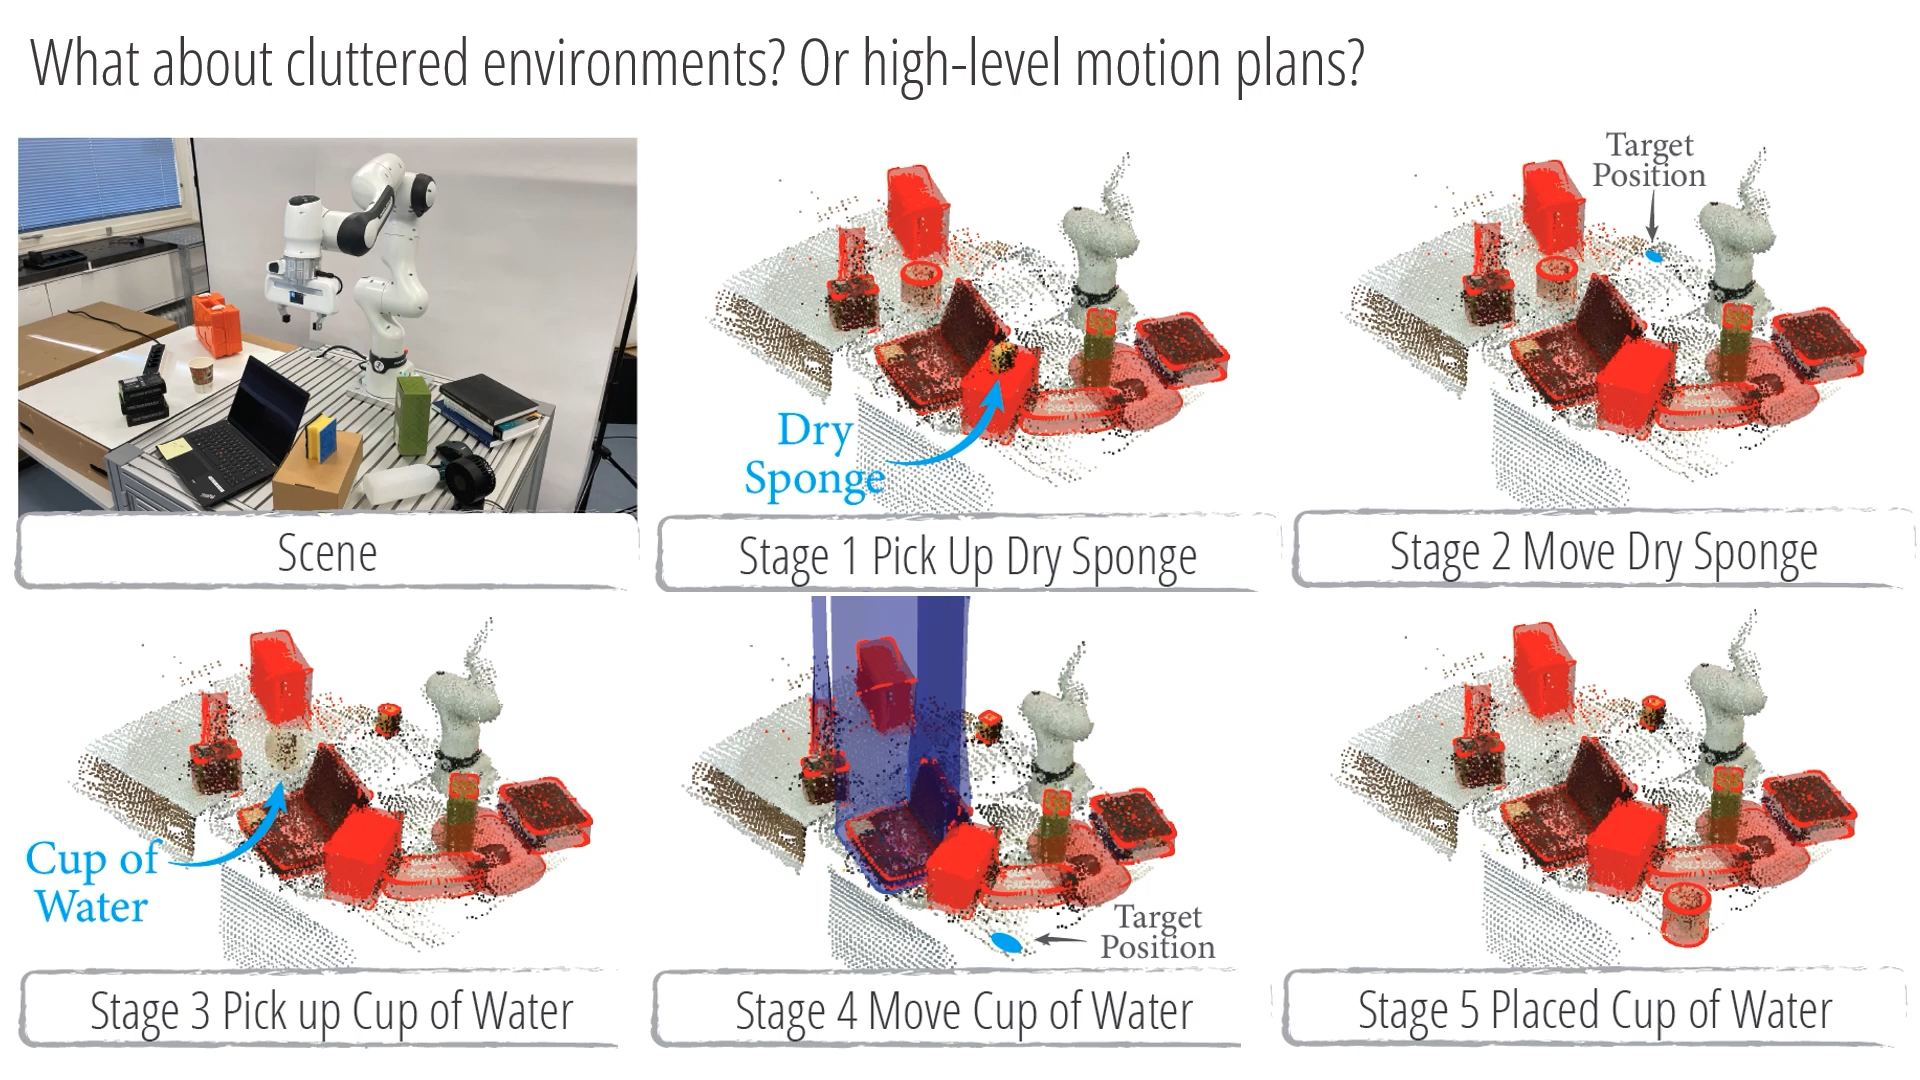 What about cluttered environments? Or high-level motion plans?
Target
Position
Dry
Sponge
Scene
Stage 1 Pick Up Dry Sponge
Stage 2 Move Dry Sponge
Cup of
Water
Target
Position
Stage 3 Pick up Cup of Water
Stage 4 Move Cup of Water
Stage 5 Placed Cup of Water